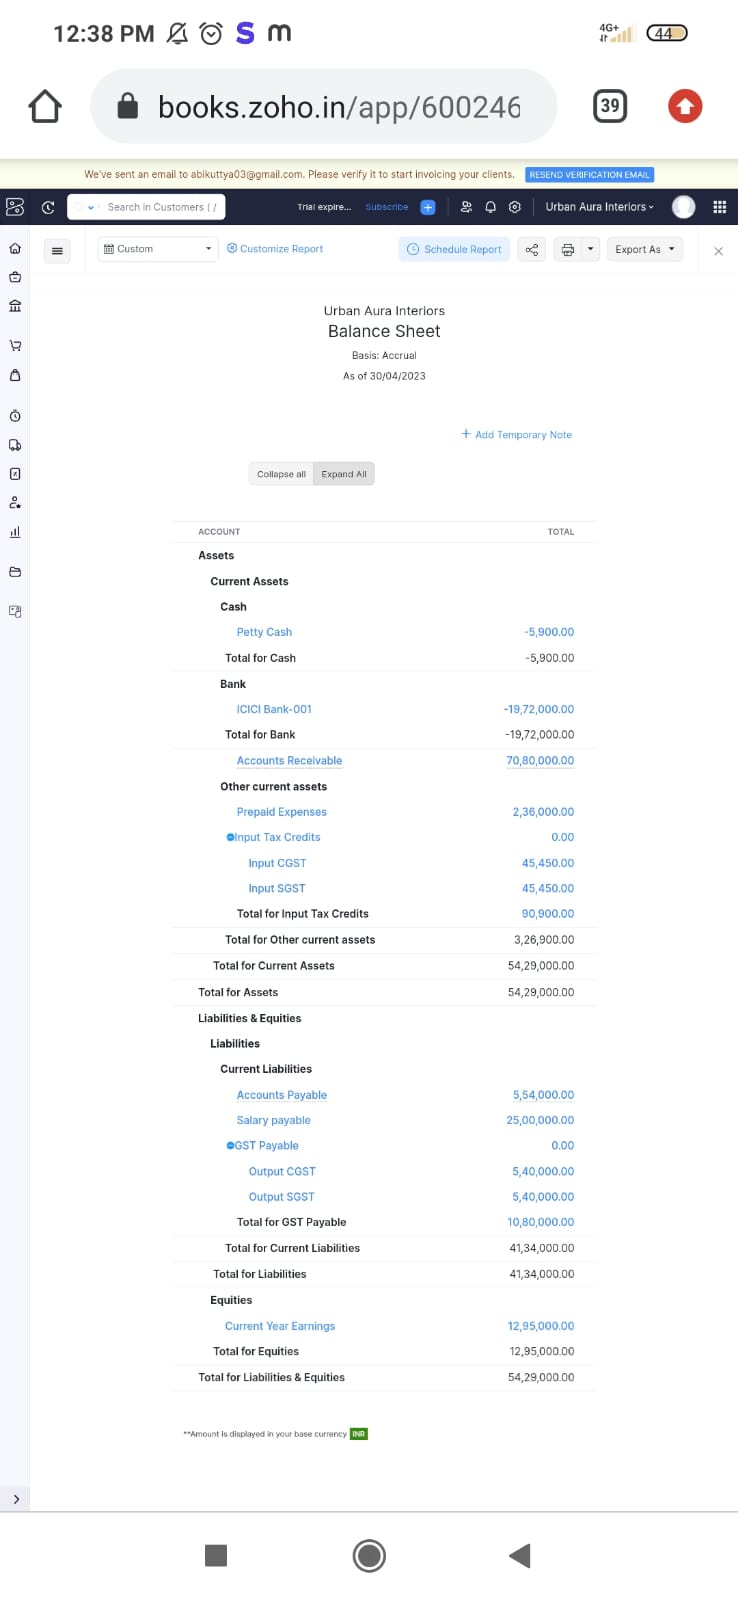 12:38 PM S m 4G+ 44
books.zoho.in/app/600246 39
We've sent an email to abikuttya03@gmail.com. Please verify it to start invoicing your clients. RESEND VERIFICATION EMAIL
Search in Customers ( / Trial expire... Subscribe + Urban Aura Interiors
Custom Customize Report Schedule Report Export As
Urban Aura Interiors
Balance Sheet
Basis: Accrual
As of 30/04/2023
+ Add Temporary Note
Collapse all Expand All
ACCOUNT TOTAL
Assets
Current Assets
Cash
Petty Cash -5,900.00
Total for Cash -5,900.00
Bank
ICICI Bank-001 -19,72,000.00
Total for Bank -19,72,000.00
Accounts Receivable 70,80,000.00
Other current assets
Prepaid Expenses 2,36,000.00
Input Tax Credits 0.00
Input CGST 45,450.00
Input SGST 45,450.00
Total for Input Tax Credits 90,900.00
Total for Other current assets 3,26,900.00
Total for Current Assets 54,29,000.00
Total for Assets 54,29,000.00
Liabilities & Equities
Liabilities
Current Liabilities
Accounts Payable 5,54,000.00
Salary payable 25,00,000.00
GST Payable 0.00
Output CGST 5,40,000.00
Output SGST 5,40,000.00
Total for GST Payable 10,80,000.00
Total for Current Liabilities 41,34,000.00
Total for Liabilities 41,34,000.00
Equities
Current Year Earnings 12,95,000.00
Total for Equities 12,95,000.00
Total for Liabilities & Equities 54,29,000.00
**Amount is displayed in your base currency INR